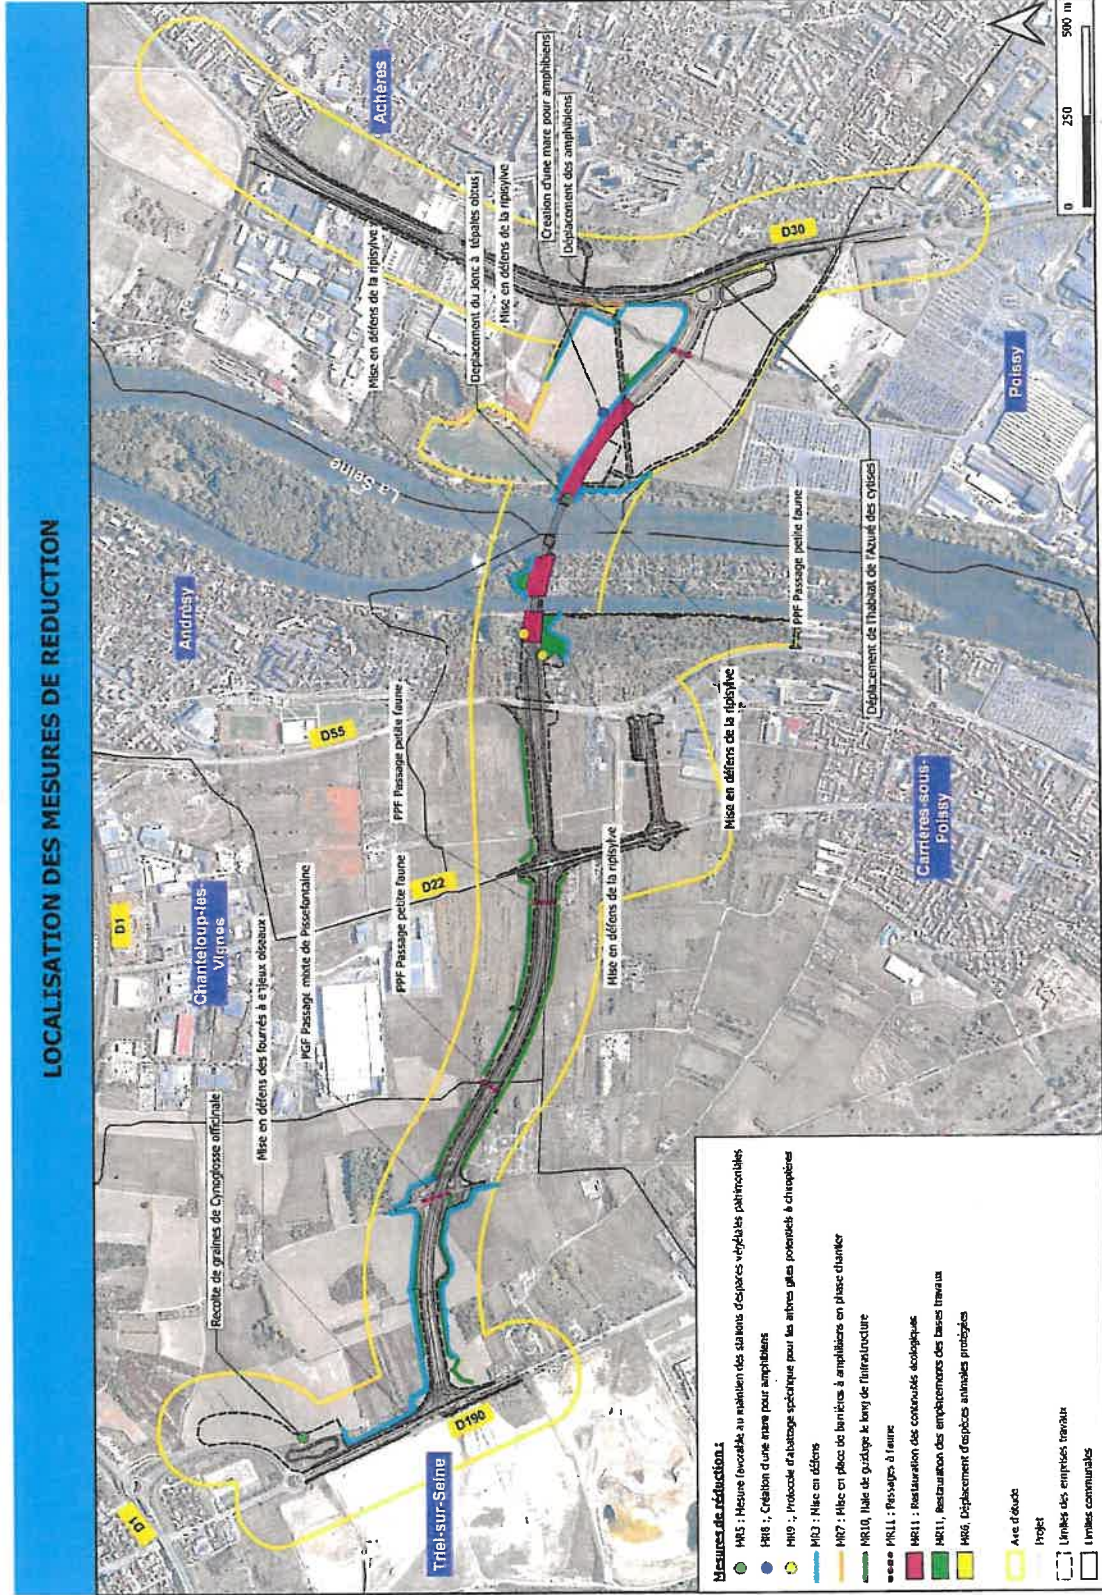 LOCALISATION DES MESURES DE REDUCTION
Achères
Andrésy
Chanteloup-les-
Vignes
Triel-sur-Seine
Carrières-sous-
Poissy
Poissy
La Seine
D1
D1
D22
D55
D190
D30
Recolte de graines de Cynoglosse officinale
Mise en défens des fourrés à enjeux oiseaux
PGF Passage mixte de Pissefontaine
PPF Passage petite faune
PPF Passage petite faune
Mise en défens de la ripisylve
Déplacement du Jonc à tépales obtus
Mise en défens de la ripisylve
Création d'une mare pour amphibiens
Déplacement des amphibiens
Mise en défens de la ripisylve
Mise en défens de la ripisylve
PPF Passage petite faune
Déplacement de l'habitat de l'Azuré des cytises
0 250 500 m
Mesures de réduction :
MR5 : Mesure favorable au maintien des stations d'espaces végétales patrimoniales
MR8 :, Création d'une mare pour amphibiens
MR9 :, Protocole d'abattage spécifique pour les arbres gîtes potentiels à chiroptères
MR3 : Mise en défens
MR7 : Mise en place de barrières à amphibiens en phase chantier
MR10, Haie de guidage le long de l'infrastructure
MR11 : Passages à faune
MR11 : Restauration des continuités écologiques
MR11, Restauration des emplacements des bases travaux
MR6, Déplacement d'espèces animales protégées
Aire d'étude
Projet
Limites des emprises travaux
Limites communales